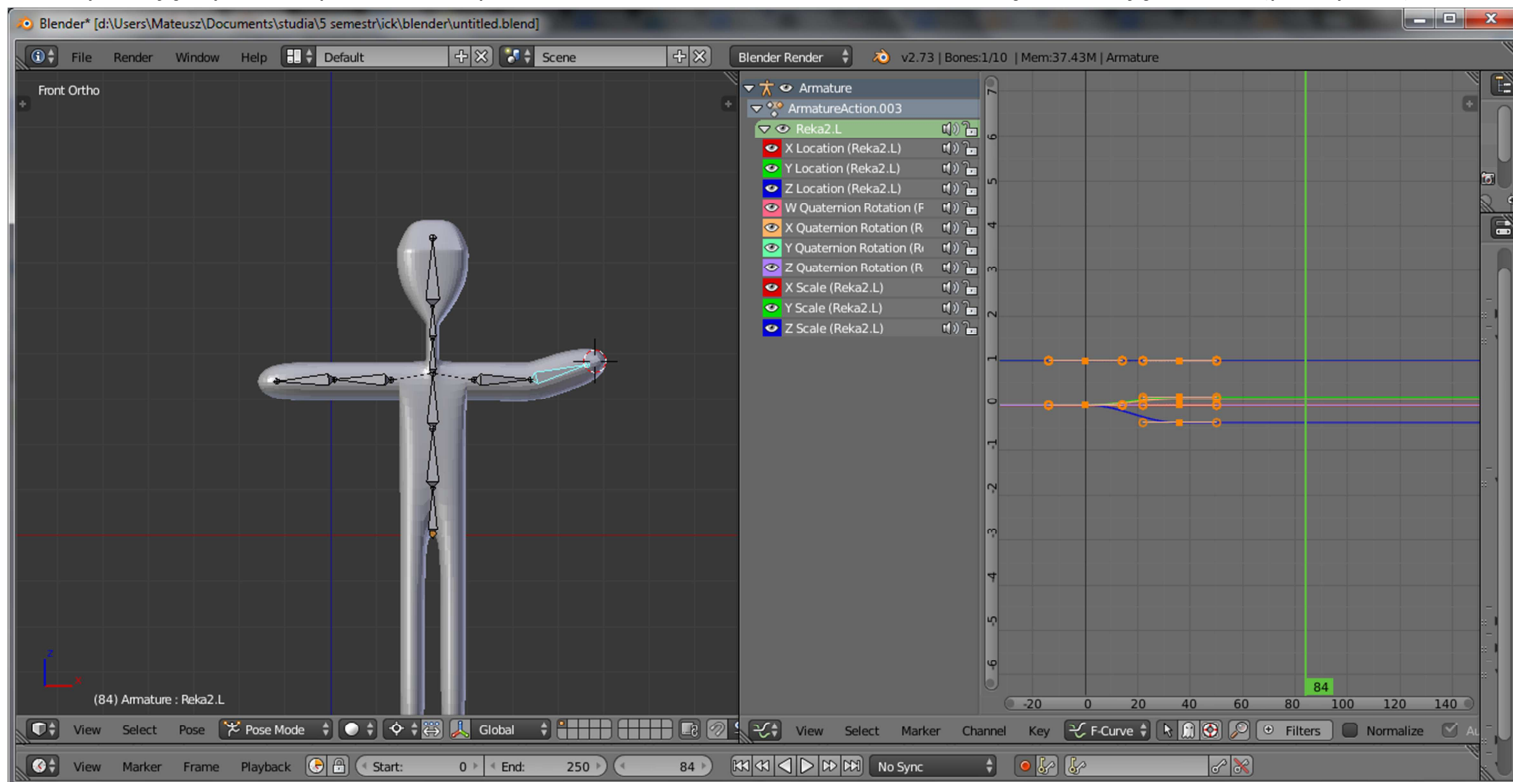 Blender* [d:\Users\Mateusz\Documents\studia\5 semestr\ick\blender\untitled.blend]
File Render Window Help Default Scene Blender Render v2.73 | Bones:1/10 | Mem:37.43M | Armature
Front Ortho
Armature
ArmatureAction.003
Reka2.L
X Location (Reka2.L)
Y Location (Reka2.L)
Z Location (Reka2.L)
W Quaternion Rotation (F
X Quaternion Rotation (R
Y Quaternion Rotation (R
Z Quaternion Rotation (R
X Scale (Reka2.L)
Y Scale (Reka2.L)
Z Scale (Reka2.L)
7
6
5
4
3
2
1
0
-1
-2
-3
-4
-5
-6
84
-20 0 20 40 60 80 100 120 140
z
x
(84) Armature : Reka2.L
View Select Pose Pose Mode Global
View Select Marker Channel Key F-Curve Filters Normalize
View Marker Frame Playback Start: 0 End: 250 84 No Sync